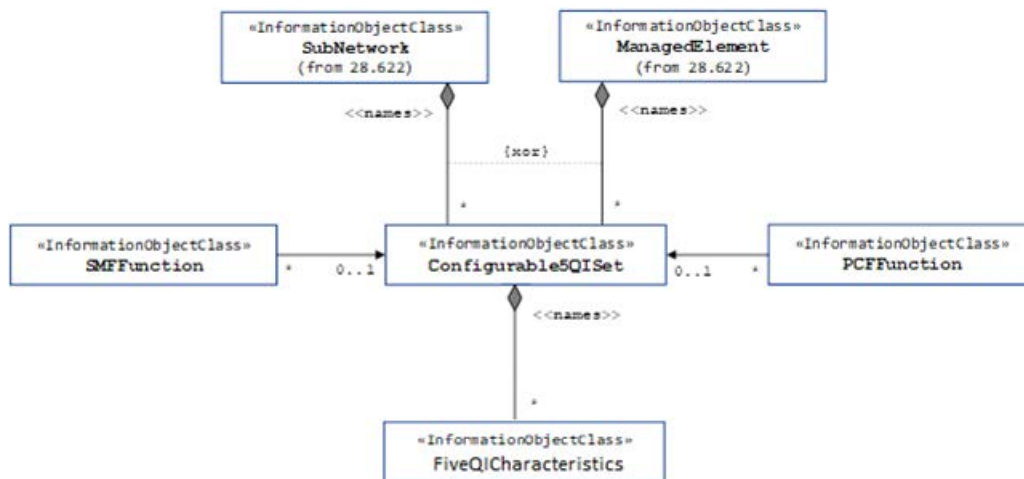 «InformationObjectClass»
SubNetwork
(from 28.622)
«InformationObjectClass»
ManagedElement
(from 28.622)
<<names>>
<<names>>
{xor}
*
*
«InformationObjectClass»
SMFFunction
*
0..1
«InformationObjectClass»
Configurable5QISet
0..1
*
«InformationObjectClass»
PCFFunction
<<names>>
*
«InformationObjectClass»
FiveQICharacteristics